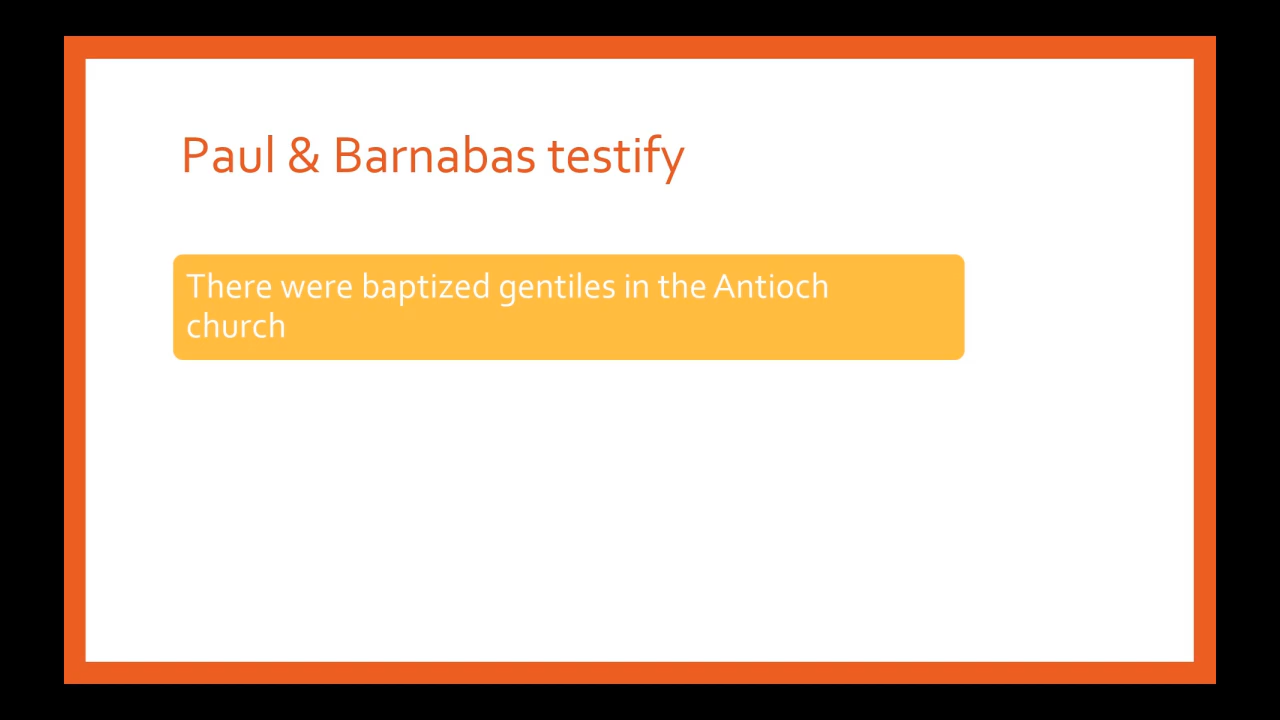 Paul & Barnabas testify
There were baptized gentiles in the Antioch
church